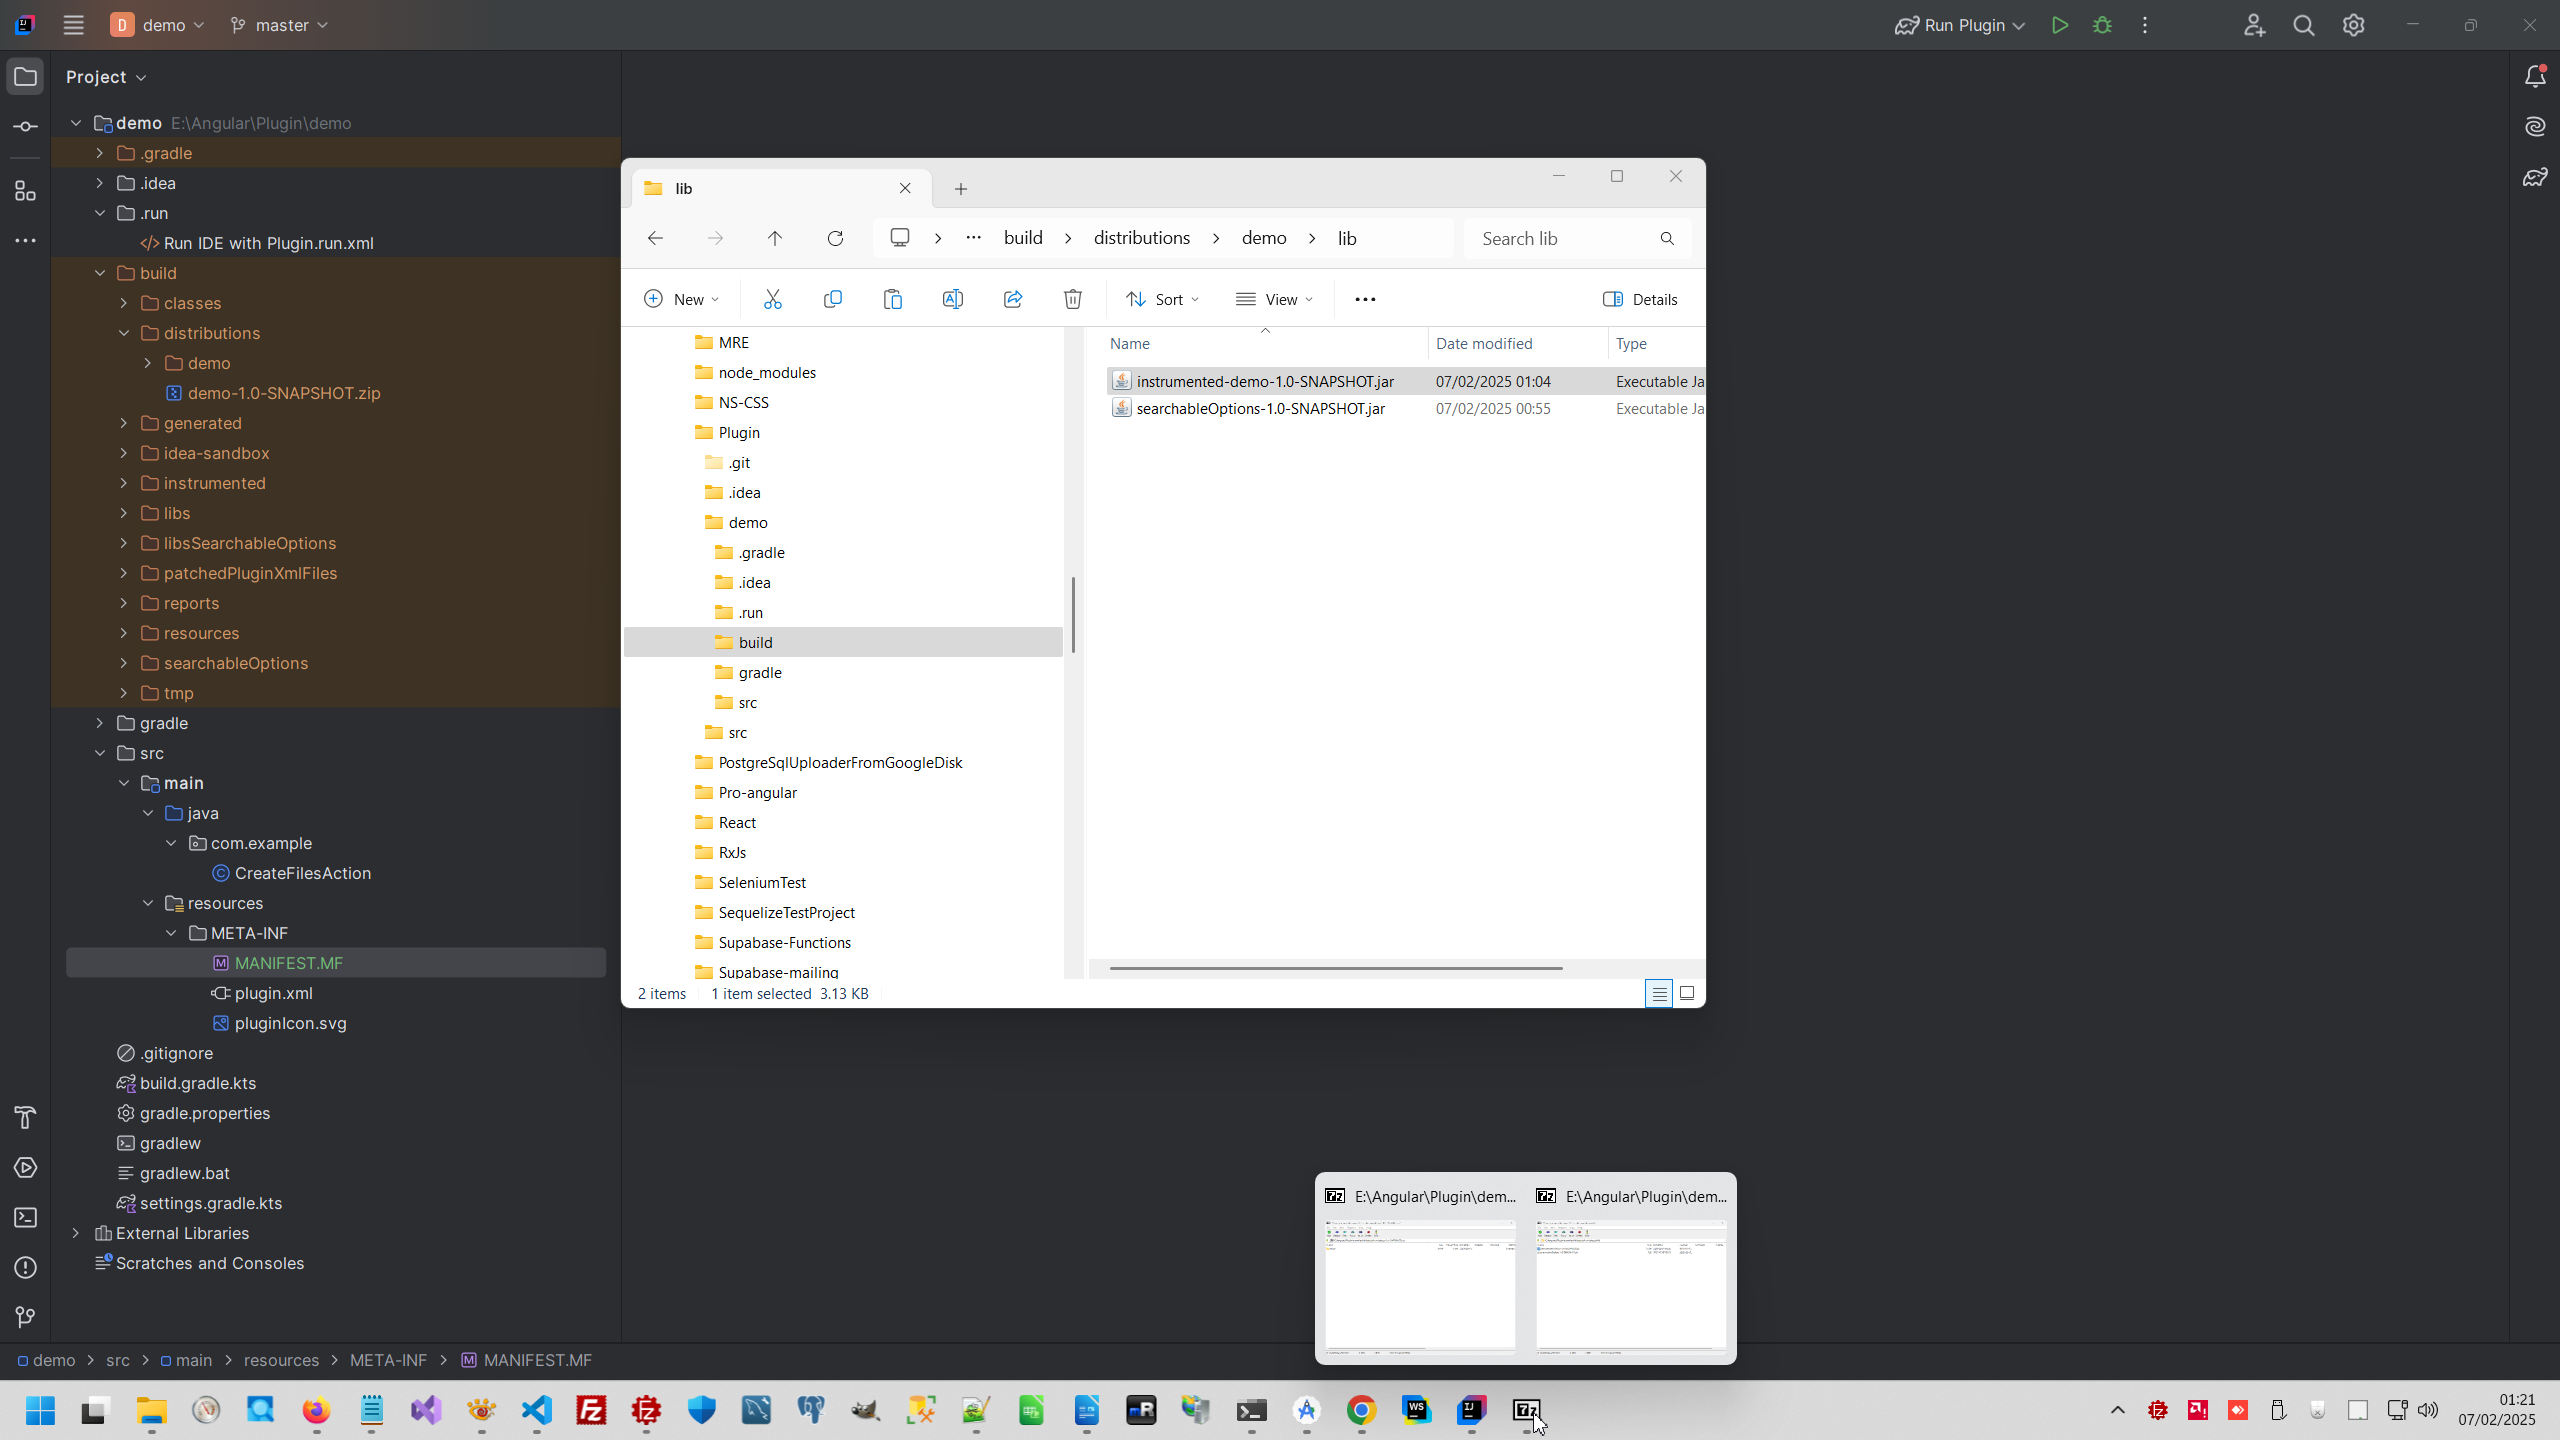 D demo master
Run Plugin
Project
demo E:\Angular\Plugin\demo
.gradle
.idea
.run
</> Run IDE with Plugin.run.xml
build
classes
distributions
demo
demo-1.0-SNAPSHOT.zip
generated
idea-sandbox
instrumented
libs
libsSearchableOptions
patchedPluginXmlFiles
reports
resources
searchableOptions
tmp
gradle
src
main
java
com.example
CreateFilesAction
resources
META-INF
MANIFEST.MF
plugin.xml
pluginIcon.svg
.gitignore
build.gradle.kts
gradle.properties
gradlew
gradlew.bat
settings.gradle.kts
External Libraries
Scratches and Consoles
demo > src > main > resources > META-INF > MANIFEST.MF
lib
build > distributions > demo > lib
Search lib
New
Sort
View
Details
MRE
node_modules
NS-CSS
Plugin
.git
.idea
demo
.gradle
.idea
.run
build
gradle
src
src
PostgreSqlUploaderFromGoogleDisk
Pro-angular
React
RxJs
SeleniumTest
SequelizeTestProject
Supabase-Functions
Supabase-mailing
Name Date modified Type
instrumented-demo-1.0-SNAPSHOT.jar 07/02/2025 01:04 Executable Ja
searchableOptions-1.0-SNAPSHOT.jar 07/02/2025 00:55 Executable Ja
2 items 1 item selected 3.13 KB
E:\Angular\Plugin\dem... E:\Angular\Plugin\dem...
01:21
07/02/2025